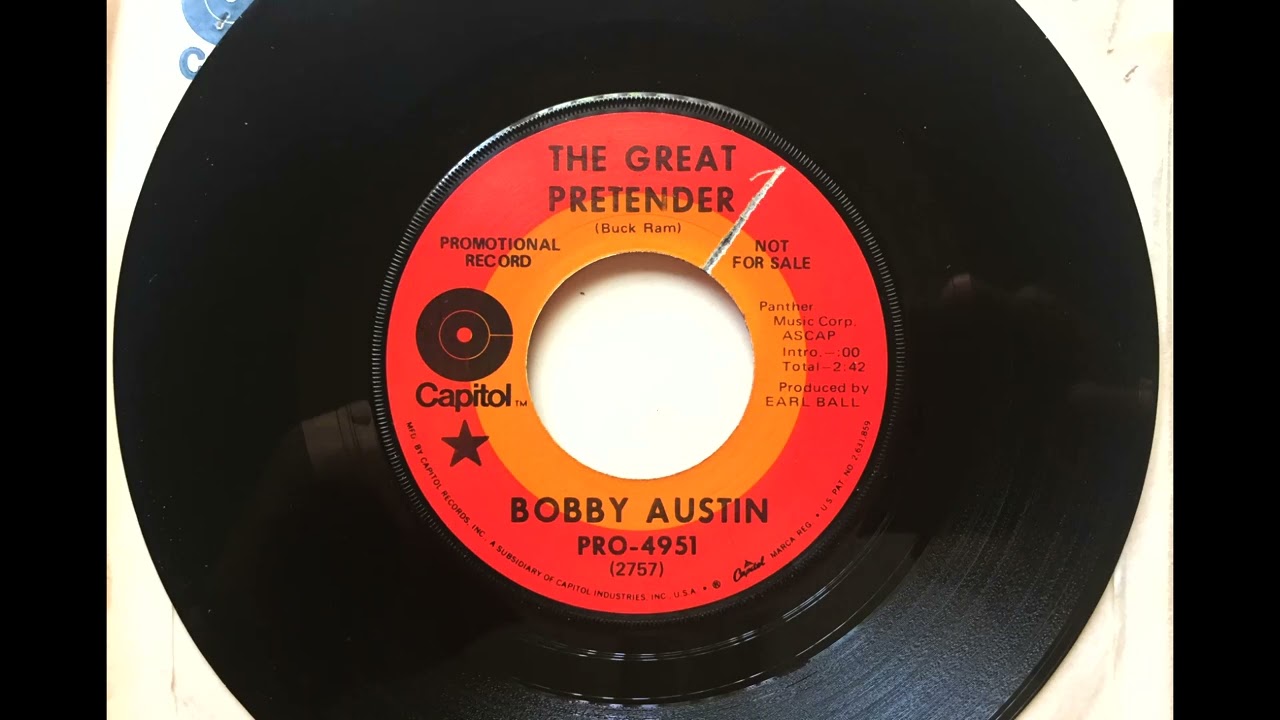 C
THE GREAT
PRETENDER
(Buck Ram)
PROMOTIONAL
RECORD
NOT
FOR SALE
Panther
Music Corp.
ASCAP
Intro.–:00
Total–2:42
Produced by
EARL BALL
Capitol™
BOBBY AUSTIN
PRO-4951
(2757)
MFD. BY CAPITOL RECORDS, INC. A SUBSIDIARY OF CAPITOL INDUSTRIES, INC., U.S.A. • ® Capitol MARCA REG. • U.S. PAT. NO. 2,631,859